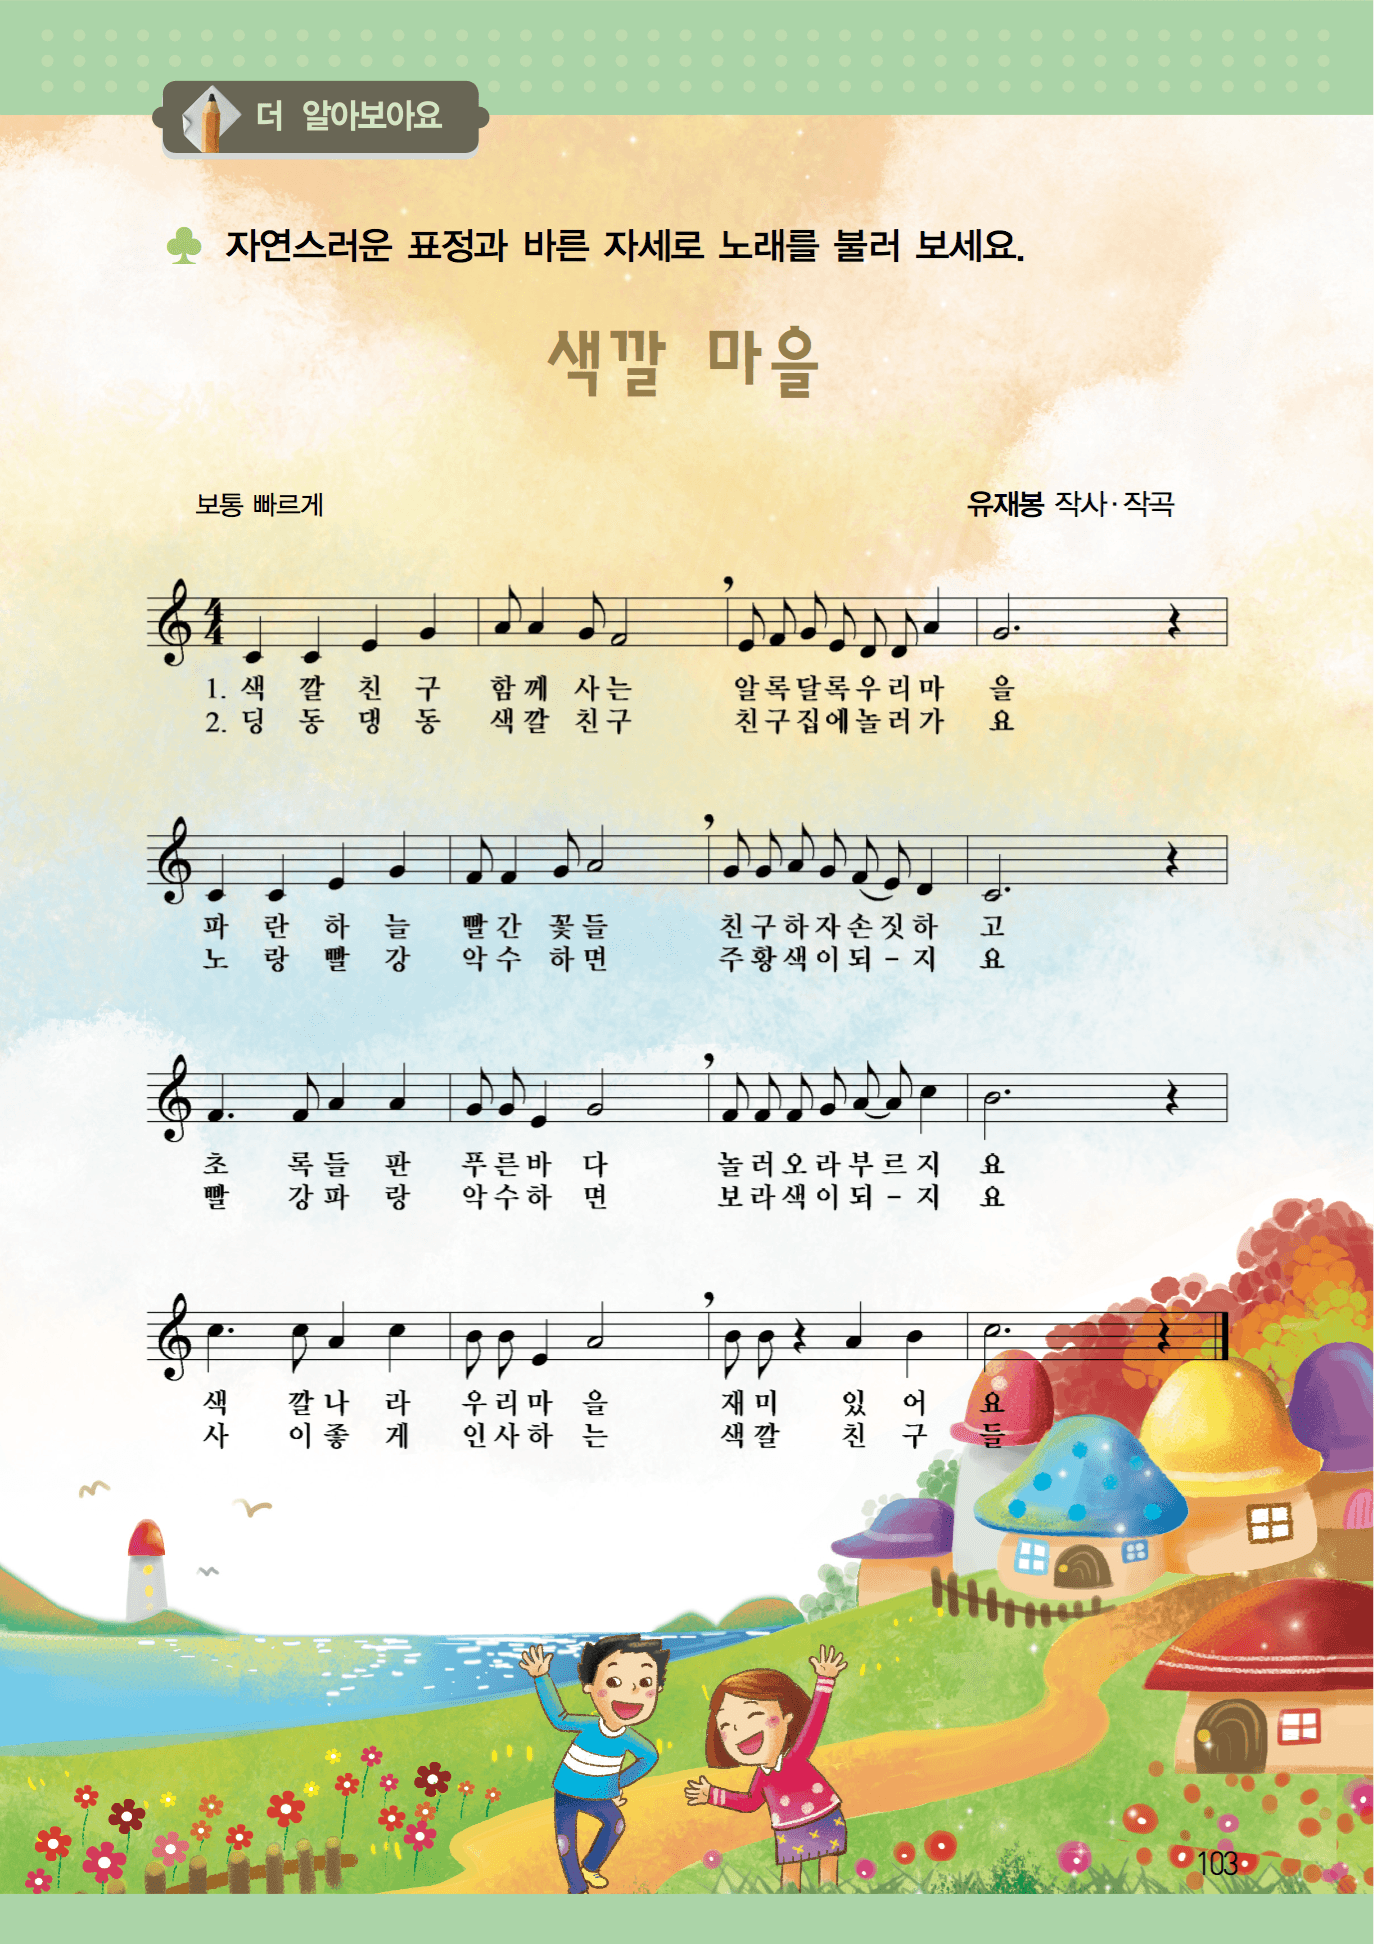 더 알아보아요
자연스러운 표정과 바른 자세로 노래를 불러 보세요.
색깔 마을
보통 빠르게
유재봉 작사·작곡
4
4
1. 색 깔 친 구 함께 사는 알록달록우리마 을
2. 딩 동 댕 동 색깔 친구 친구집에놀러가 요
파 란 하 늘 빨간 꽃들 친구하자손짓하 고
노 랑 빨 강 악수 하면 주황색이되-지 요
초 록들 판 푸른바 다 놀러오라부르지 요
빨 강파 랑 악수하 면 보라색이되-지 요
색 깔나 라 우리마 을 재미 있 어 요
사 이좋 게 인사하 는 색깔 친 구 들
103